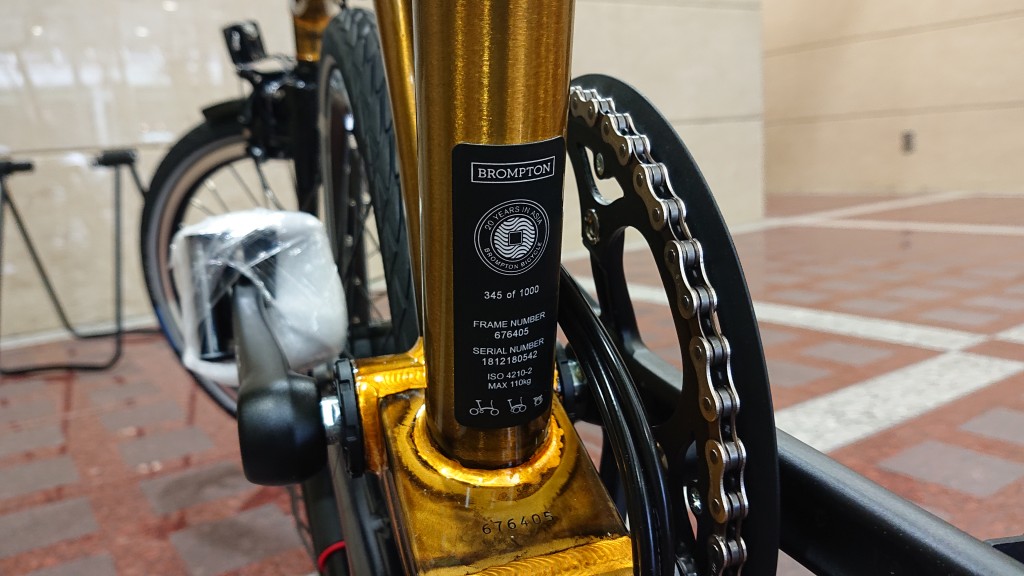 BROMPTON
20 YEARS IN ASIA
BROMPTON BICYCLE
345 of 1000
FRAME NUMBER
676405
SERIAL NUMBER
1812180542
ISO 4210-2
MAX 110kg
676405